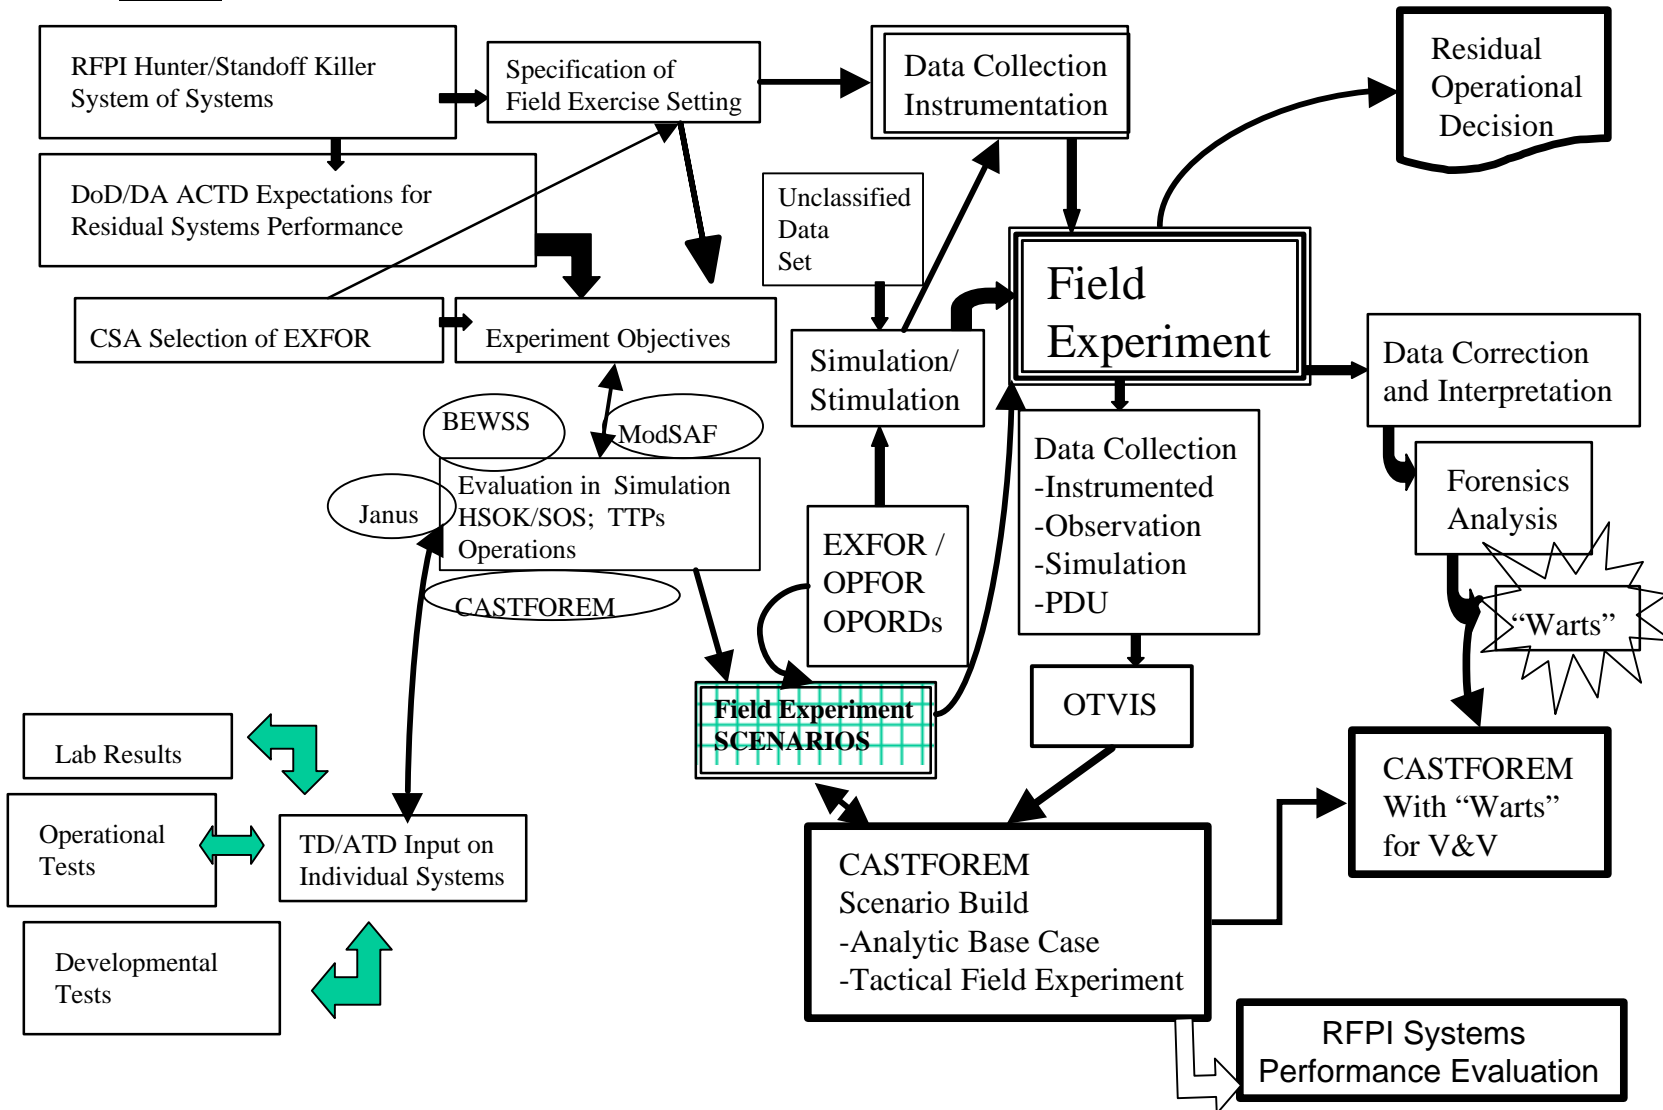 RFPI Hunter/Standoff Killer
System of Systems
Specification of
Field Exercise Setting
Data Collection
Instrumentation
Residual
Operational
Decision
DoD/DA ACTD Expectations for
Residual Systems Performance
Unclassified
Data
Set
Field
Experiment
CSA Selection of EXFOR
Experiment Objectives
Simulation/
Stimulation
Data Correction
and Interpretation
BEWSS
ModSAF
Janus
Evaluation in Simulation
HSOK/SOS; TTPs
Operations
CASTFOREM
EXFOR /
OPFOR
OPORDs
Data Collection
-Instrumented
-Observation
-Simulation
-PDU
Forensics
Analysis
“Warts”
Field Experiment
SCENARIOS
OTVIS
Lab Results
Operational
Tests
TD/ATD Input on
Individual Systems
Developmental
Tests
CASTFOREM
Scenario Build
-Analytic Base Case
-Tactical Field Experiment
CASTFOREM
With “Warts”
for V&V
RFPI Systems
Performance Evaluation